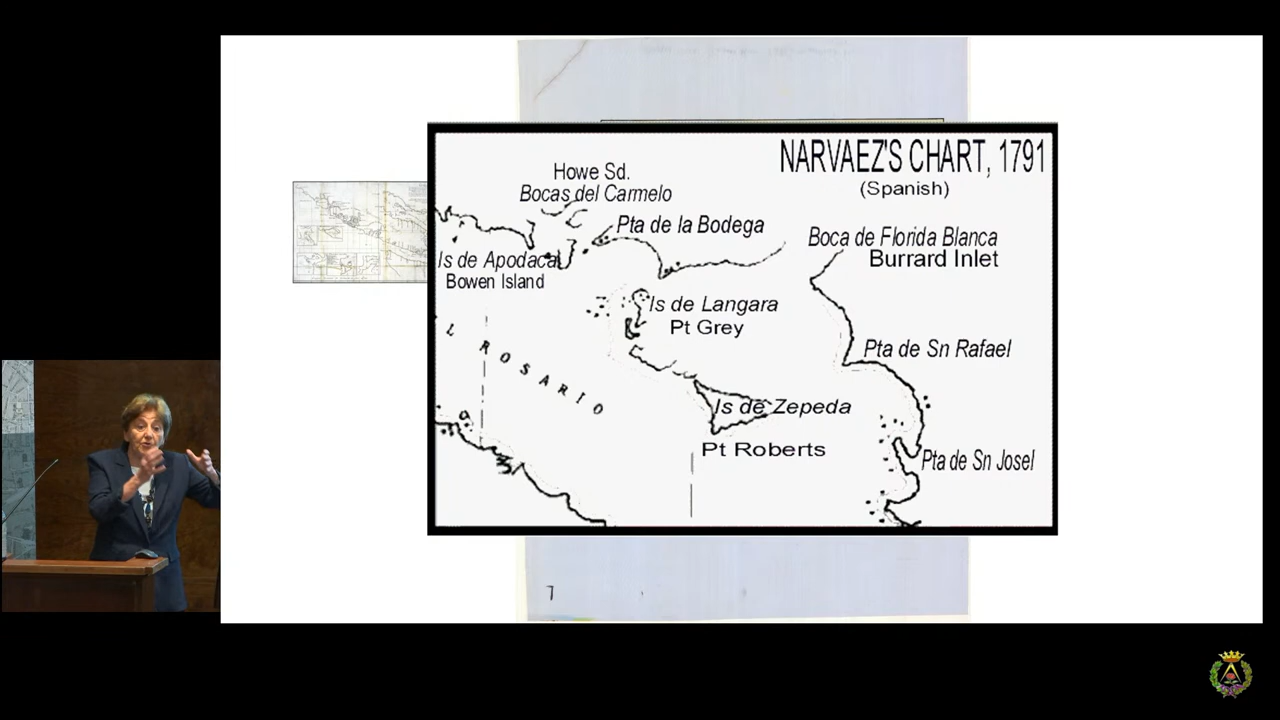 NARVAEZ'S CHART, 1791
(Spanish)
Howe Sd.
Bocas del Carmelo
Pta de la Bodega
Boca de Florida Blanca
Burrard Inlet
Is de Apodaca
Bowen Island
Is de Langara
Pt Grey
L ROSARIO
Pta de Sn Rafael
Is de Zepeda
Pt Roberts
Pta de Sn Josel
7